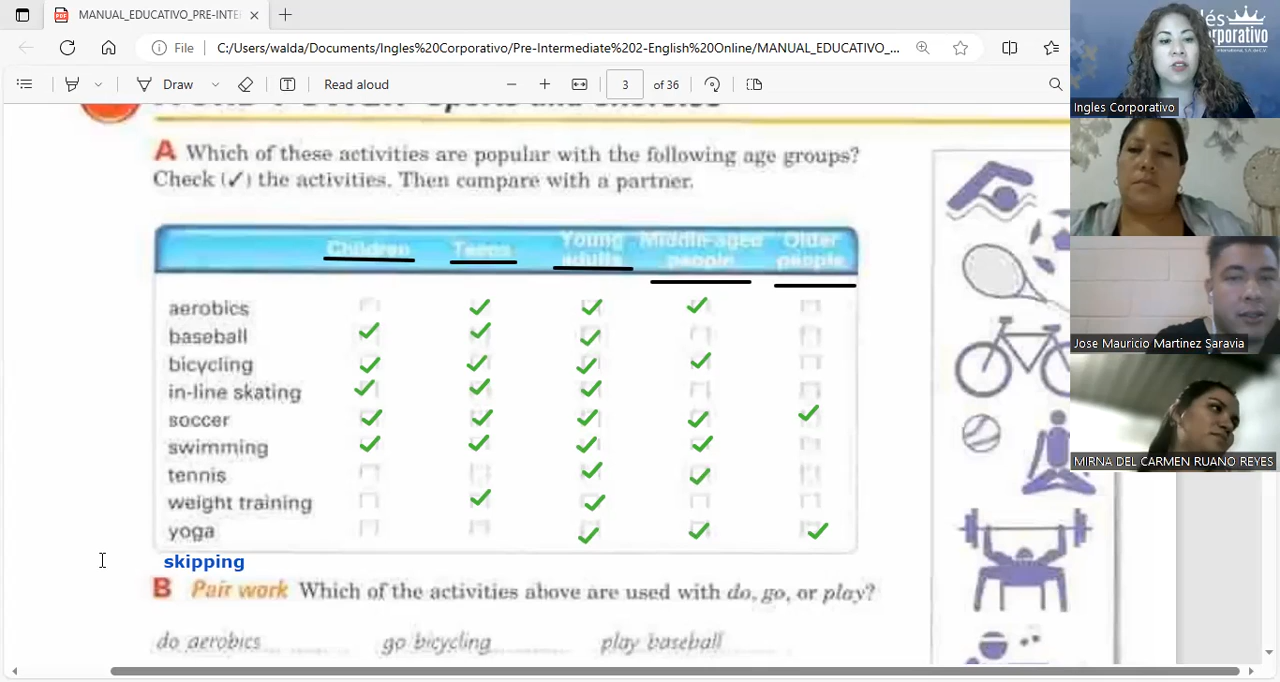 MANUAL_EDUCATIVO_PRE-INTE
File C:/Users/walda/Documents/Ingles%20Corporativo/Pre-Intermediate%202-English%20Online/MANUAL_EDUCATIVO_...
Draw
Read aloud
3 of 36
A Which of these activities are popular with the following age groups?
Check (✓) the activities. Then compare with a partner.
Children Teens Young adults Middle-aged people Older people
aerobics ✓ ✓ ✓
baseball ✓ ✓ ✓
bicycling ✓ ✓ ✓ ✓
in-line skating ✓ ✓ ✓
soccer ✓ ✓ ✓ ✓ ✓
swimming ✓ ✓ ✓ ✓
tennis ✓ ✓
weight training ✓ ✓
yoga ✓ ✓ ✓
skipping
B Pair work Which of the activities above are used with do, go, or play?
do aerobics go bicycling play baseball
Ingles Corporativo
Jose Mauricio Martinez Saravia
MIRNA DEL CARMEN RUANO REYES